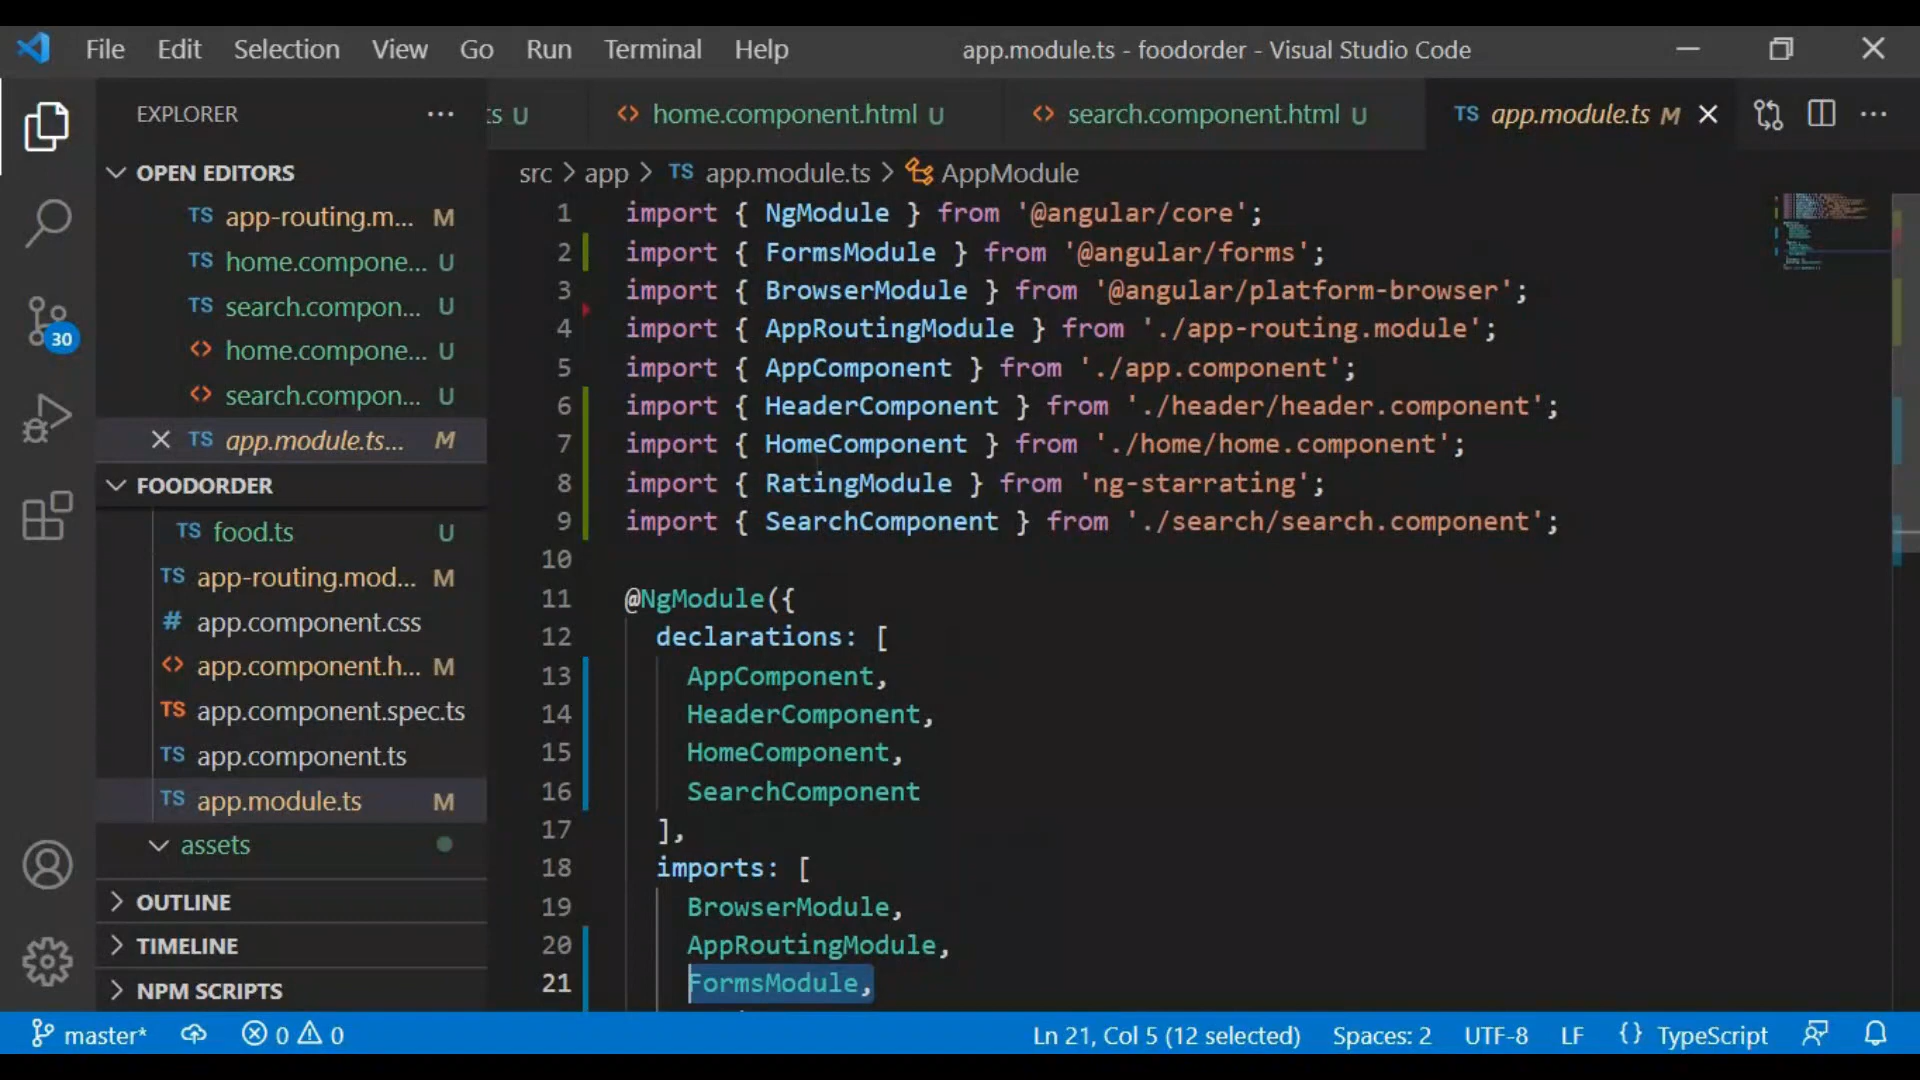 File Edit Selection View Go Run Terminal Help app.module.ts - foodorder - Visual Studio Code
EXPLORER ...
ts U <> home.component.html U <> search.component.html U TS app.module.ts M ...
OPEN EDITORS
TS app-routing.m... M
TS home.compone... U
TS search.compon... U
<> home.compone... U
<> search.compon... U
TS app.module.ts... M
FOODORDER
TS food.ts U
TS app-routing.mod... M
# app.component.css
<> app.component.h... M
TS app.component.spec.ts
TS app.component.ts
TS app.module.ts M
assets
OUTLINE
TIMELINE
NPM SCRIPTS
30
src > app > TS app.module.ts > AppModule
1 import { NgModule } from '@angular/core';
2 import { FormsModule } from '@angular/forms';
3 import { BrowserModule } from '@angular/platform-browser';
4 import { AppRoutingModule } from './app-routing.module';
5 import { AppComponent } from './app.component';
6 import { HeaderComponent } from './header/header.component';
7 import { HomeComponent } from './home/home.component';
8 import { RatingModule } from 'ng-starrating';
9 import { SearchComponent } from './search/search.component';
10
11 @NgModule({
12 declarations: [
13 AppComponent,
14 HeaderComponent,
15 HomeComponent,
16 SearchComponent
17 ],
18 imports: [
19 BrowserModule,
20 AppRoutingModule,
21 FormsModule,
master* 0 0 Ln 21, Col 5 (12 selected) Spaces: 2 UTF-8 LF {} TypeScript